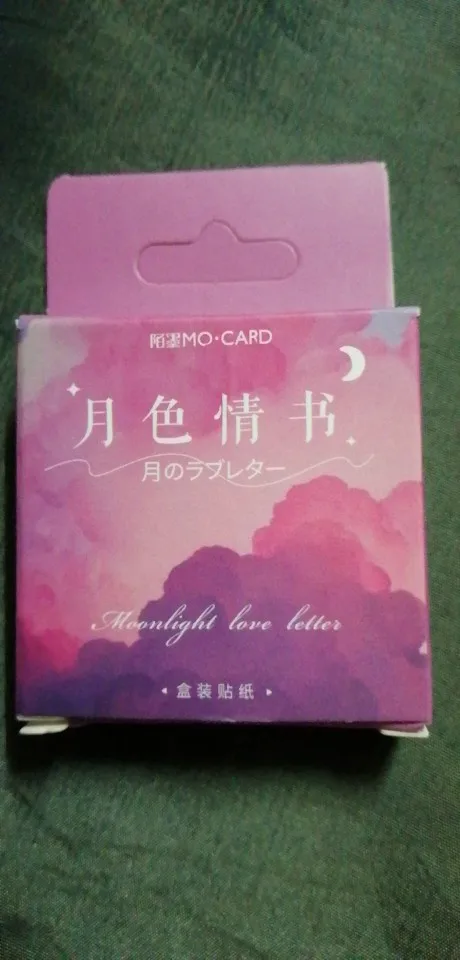 陌墨MO·CARD
月色情书
月のラブレター
Moonlight love letter
盒装贴纸